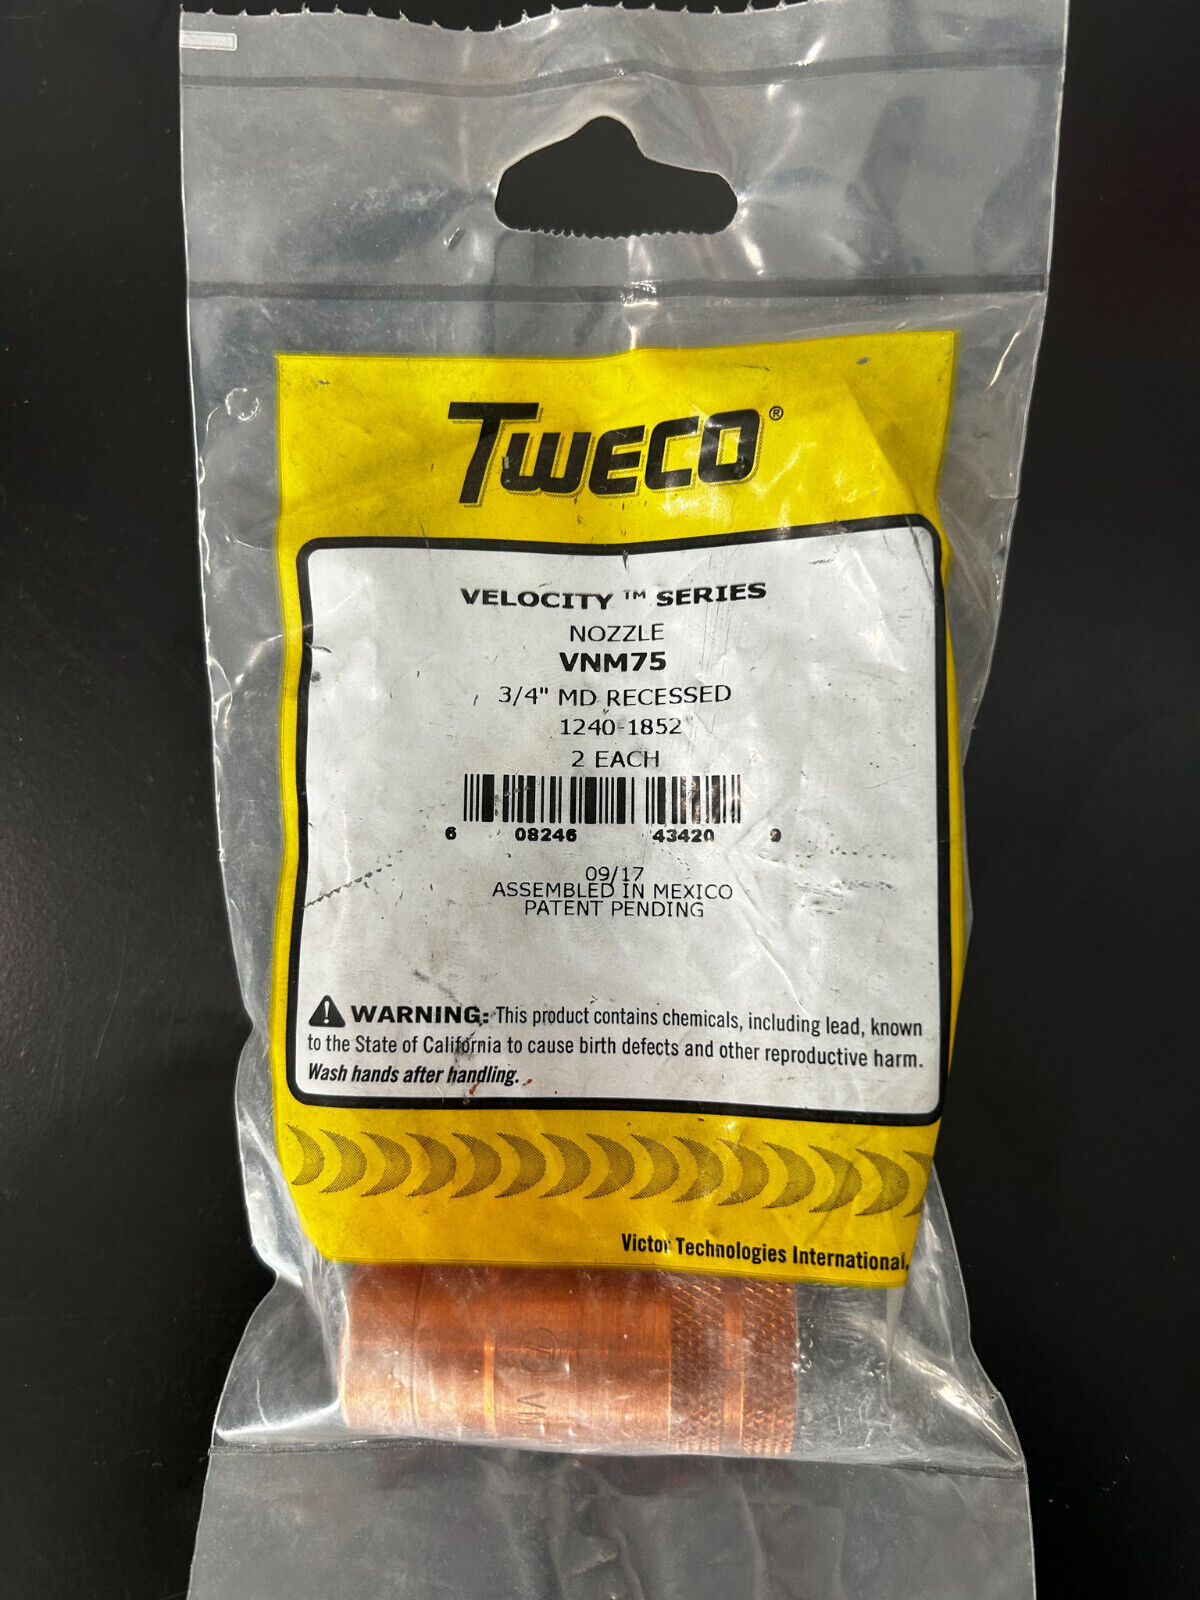 TWECO®
VELOCITY ™ SERIES
NOZZLE
VNM75
3/4" MD RECESSED
1240-1852
2 EACH
6 08246 43420 9
09/17
ASSEMBLED IN MEXICO
PATENT PENDING
WARNING: This product contains chemicals, including lead, known
to the State of California to cause birth defects and other reproductive harm.
Wash hands after handling.
Victor Technologies International,